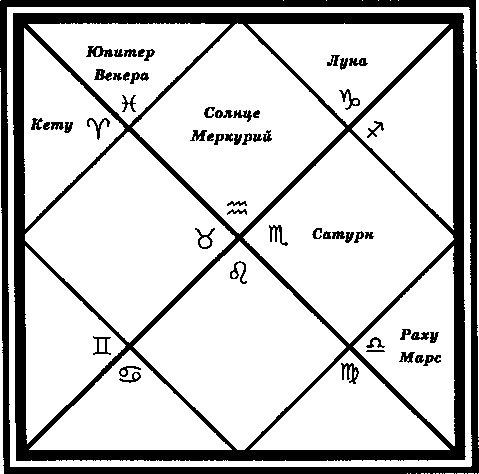 Юпитер
Венера
Луна
♓
♑
Солнце
Меркурий
Кету
♈
♐
♒
♉
♏
Сатурн
♌
♊
♎
Раху
Марс
♋
♍